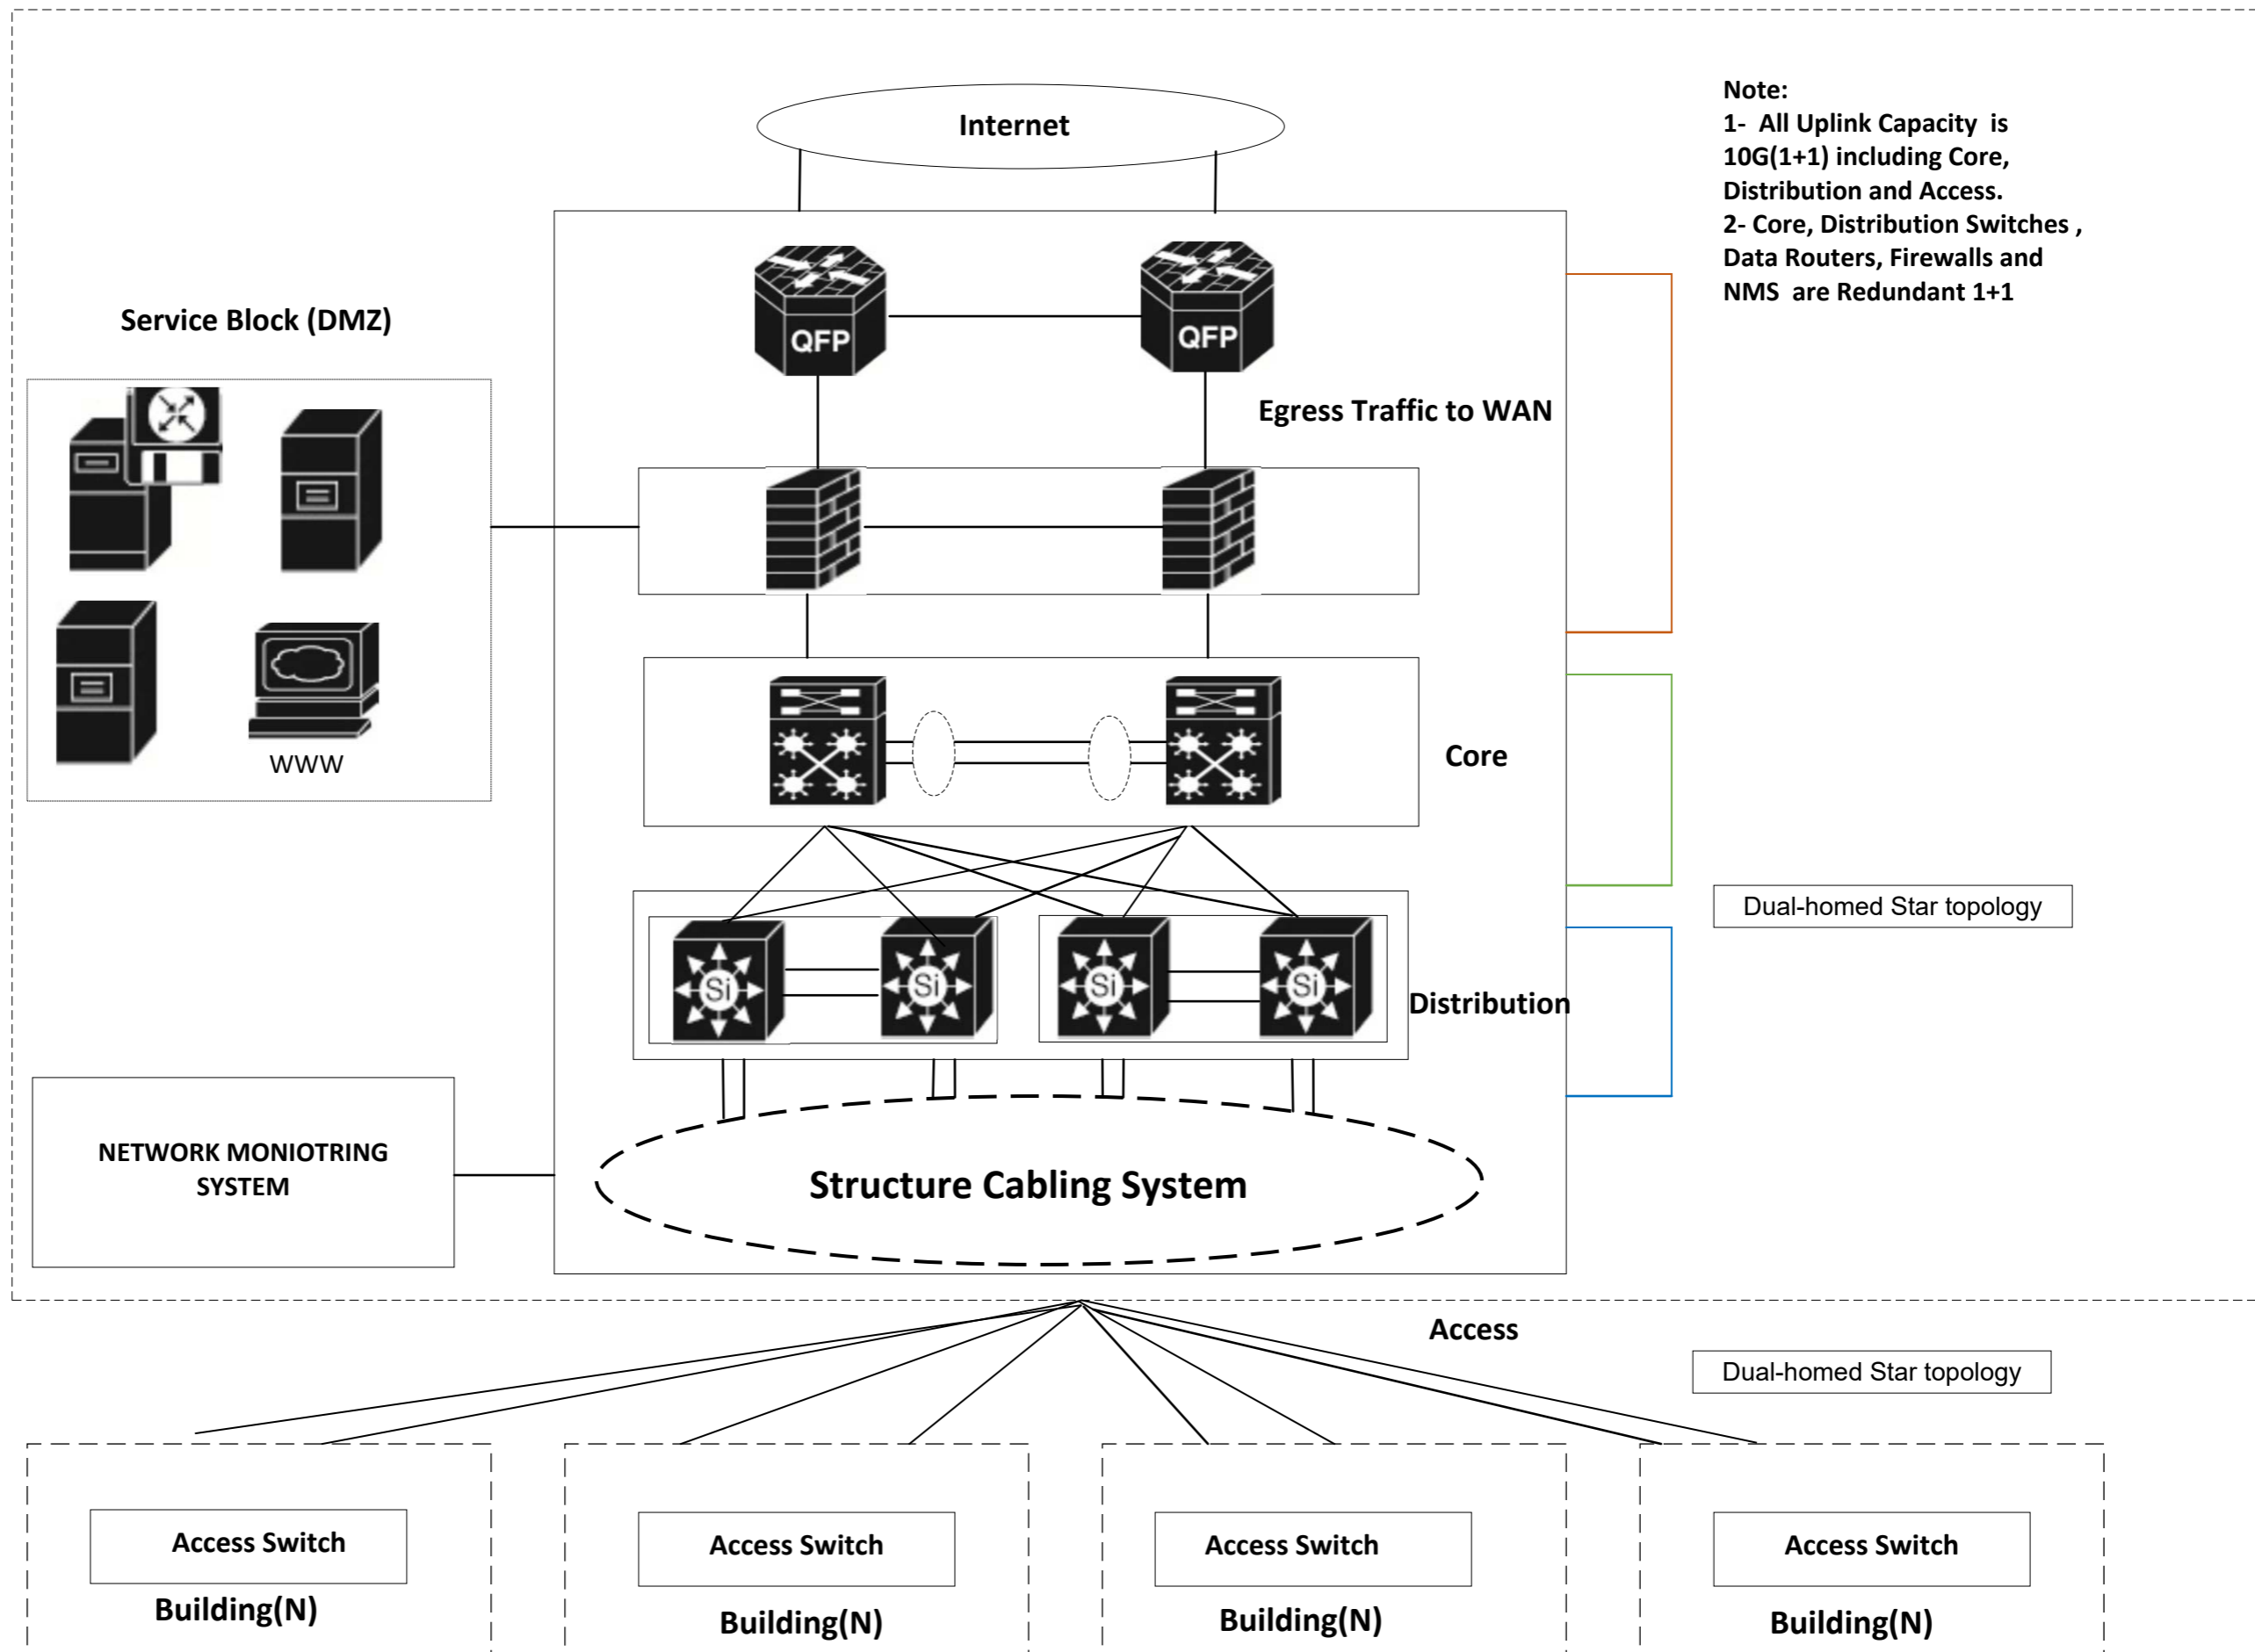 Internet
Note:
1- All Uplink Capacity is
10G(1+1) including Core,
Distribution and Access.
2- Core, Distribution Switches ,
Data Routers, Firewalls and
NMS are Redundant 1+1
Service Block (DMZ)
QFP
QFP
Egress Traffic to WAN
WWW
Core
Dual-homed Star topology
Si
Si
Si
Si
Distribution
NETWORK MONIOTRING
SYSTEM
Structure Cabling System
Access
Dual-homed Star topology
Access Switch
Building(N)
Access Switch
Building(N)
Access Switch
Building(N)
Access Switch
Building(N)